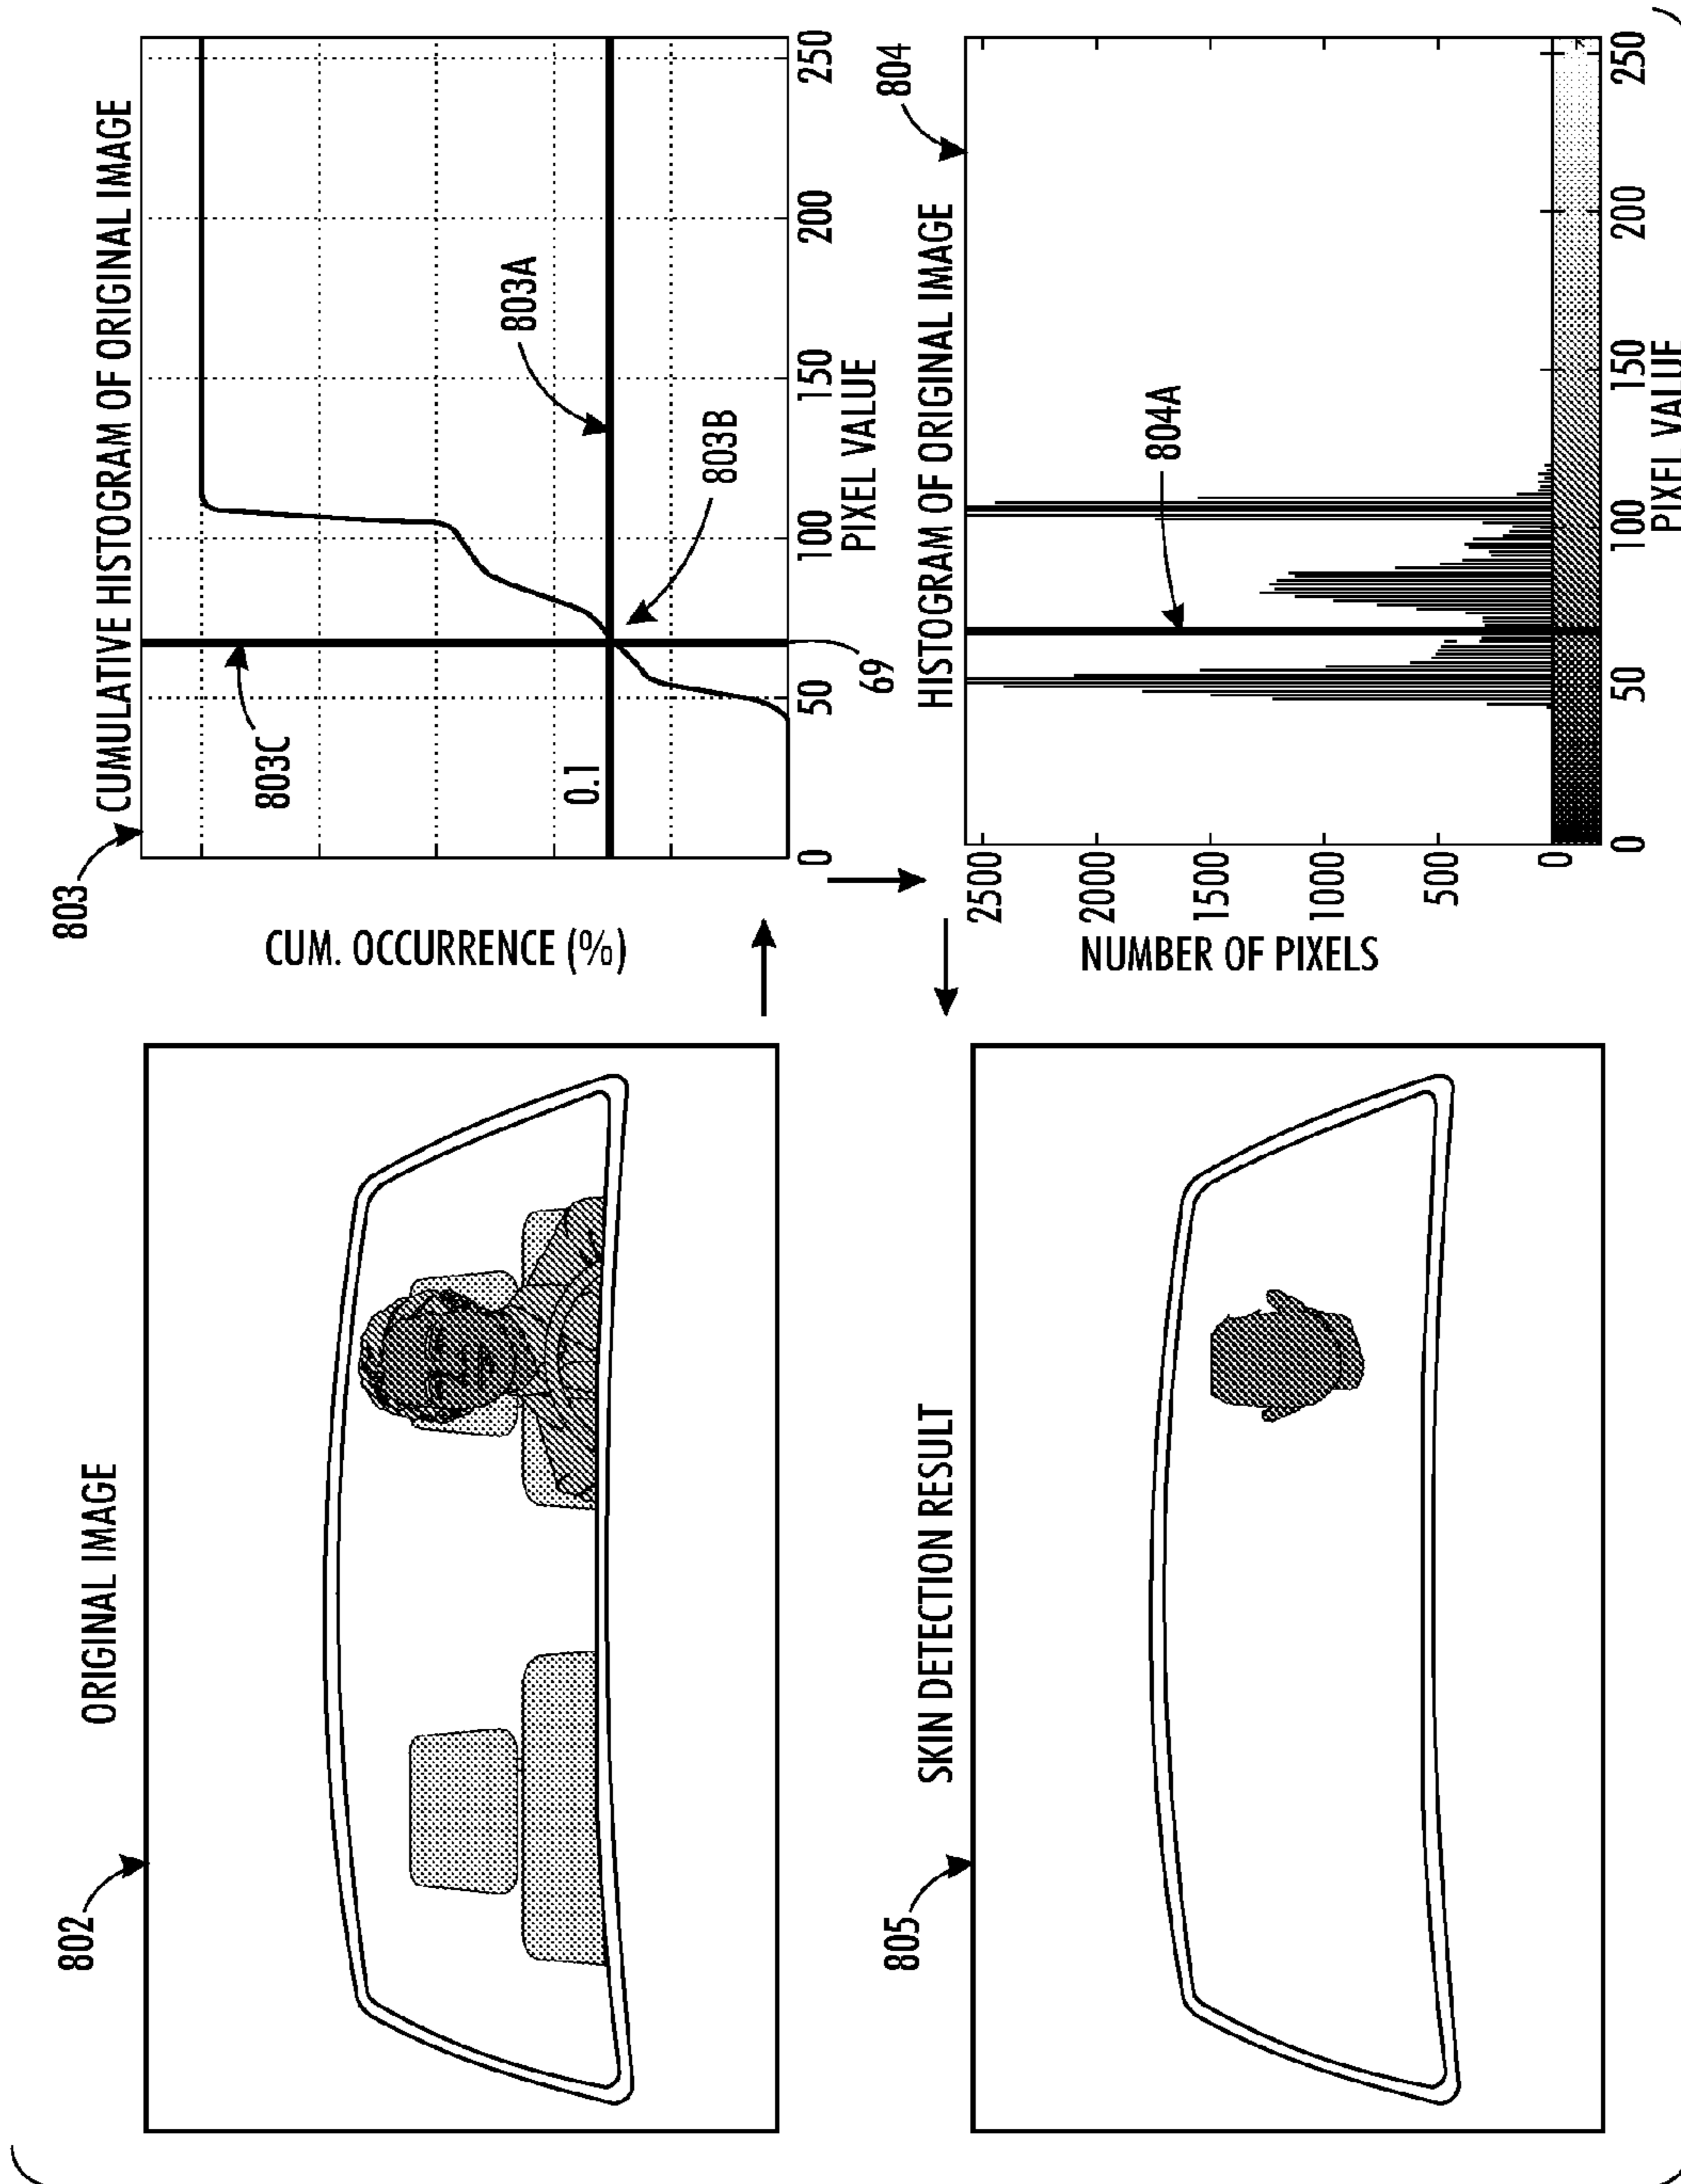 802
ORIGINAL IMAGE
803
CUMULATIVE HISTOGRAM OF ORIGINAL IMAGE
CUM. OCCURRENCE (%)
803C
0.1
803A
803B
0
50
69
100
150
200
250
PIXEL VALUE
805
SKIN DETECTION RESULT
804
HISTOGRAM OF ORIGINAL IMAGE
NUMBER OF PIXELS
2500
2000
1500
1000
500
0
804A
0
50
100
150
200
250
PIXEL VALUE